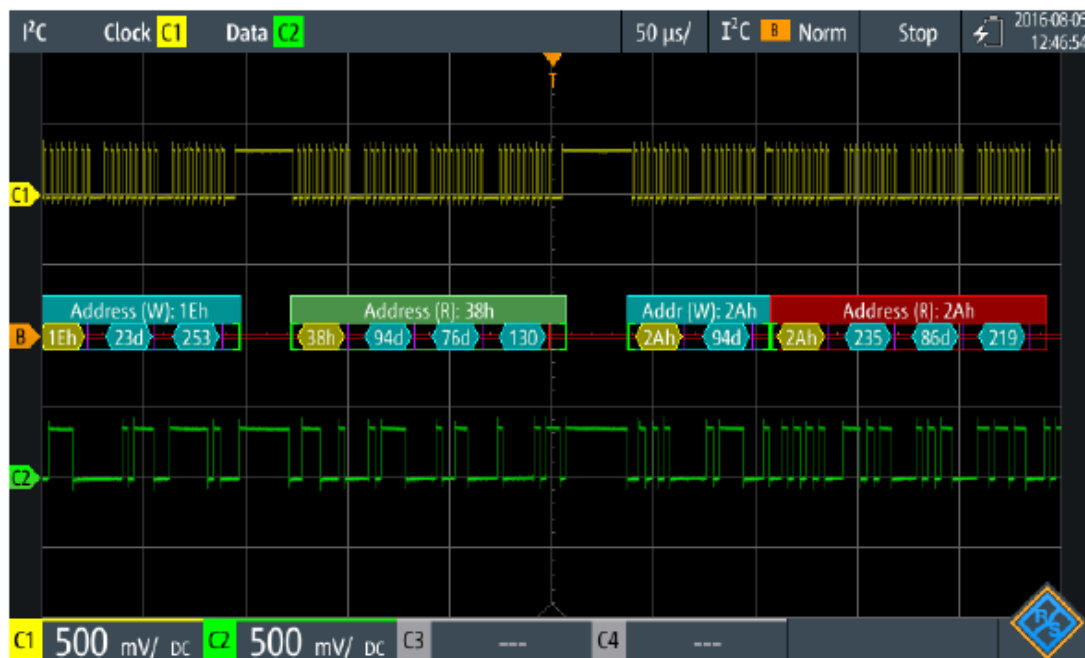 I²C Clock C1 Data C2 50 µs/ I²C B Norm Stop 2016-08-05
12:46:54
T
C1
Address (W): 1Eh Address (R): 38h Addr (W): 2Ah Address (R): 2Ah
B 1Eh 23d 253 38h 94d 76d 130 2Ah 94d 2Ah 235 86d 219
C2
C1 500 mV/ DC C2 500 mV/ DC C3 --- C4 ---
R S